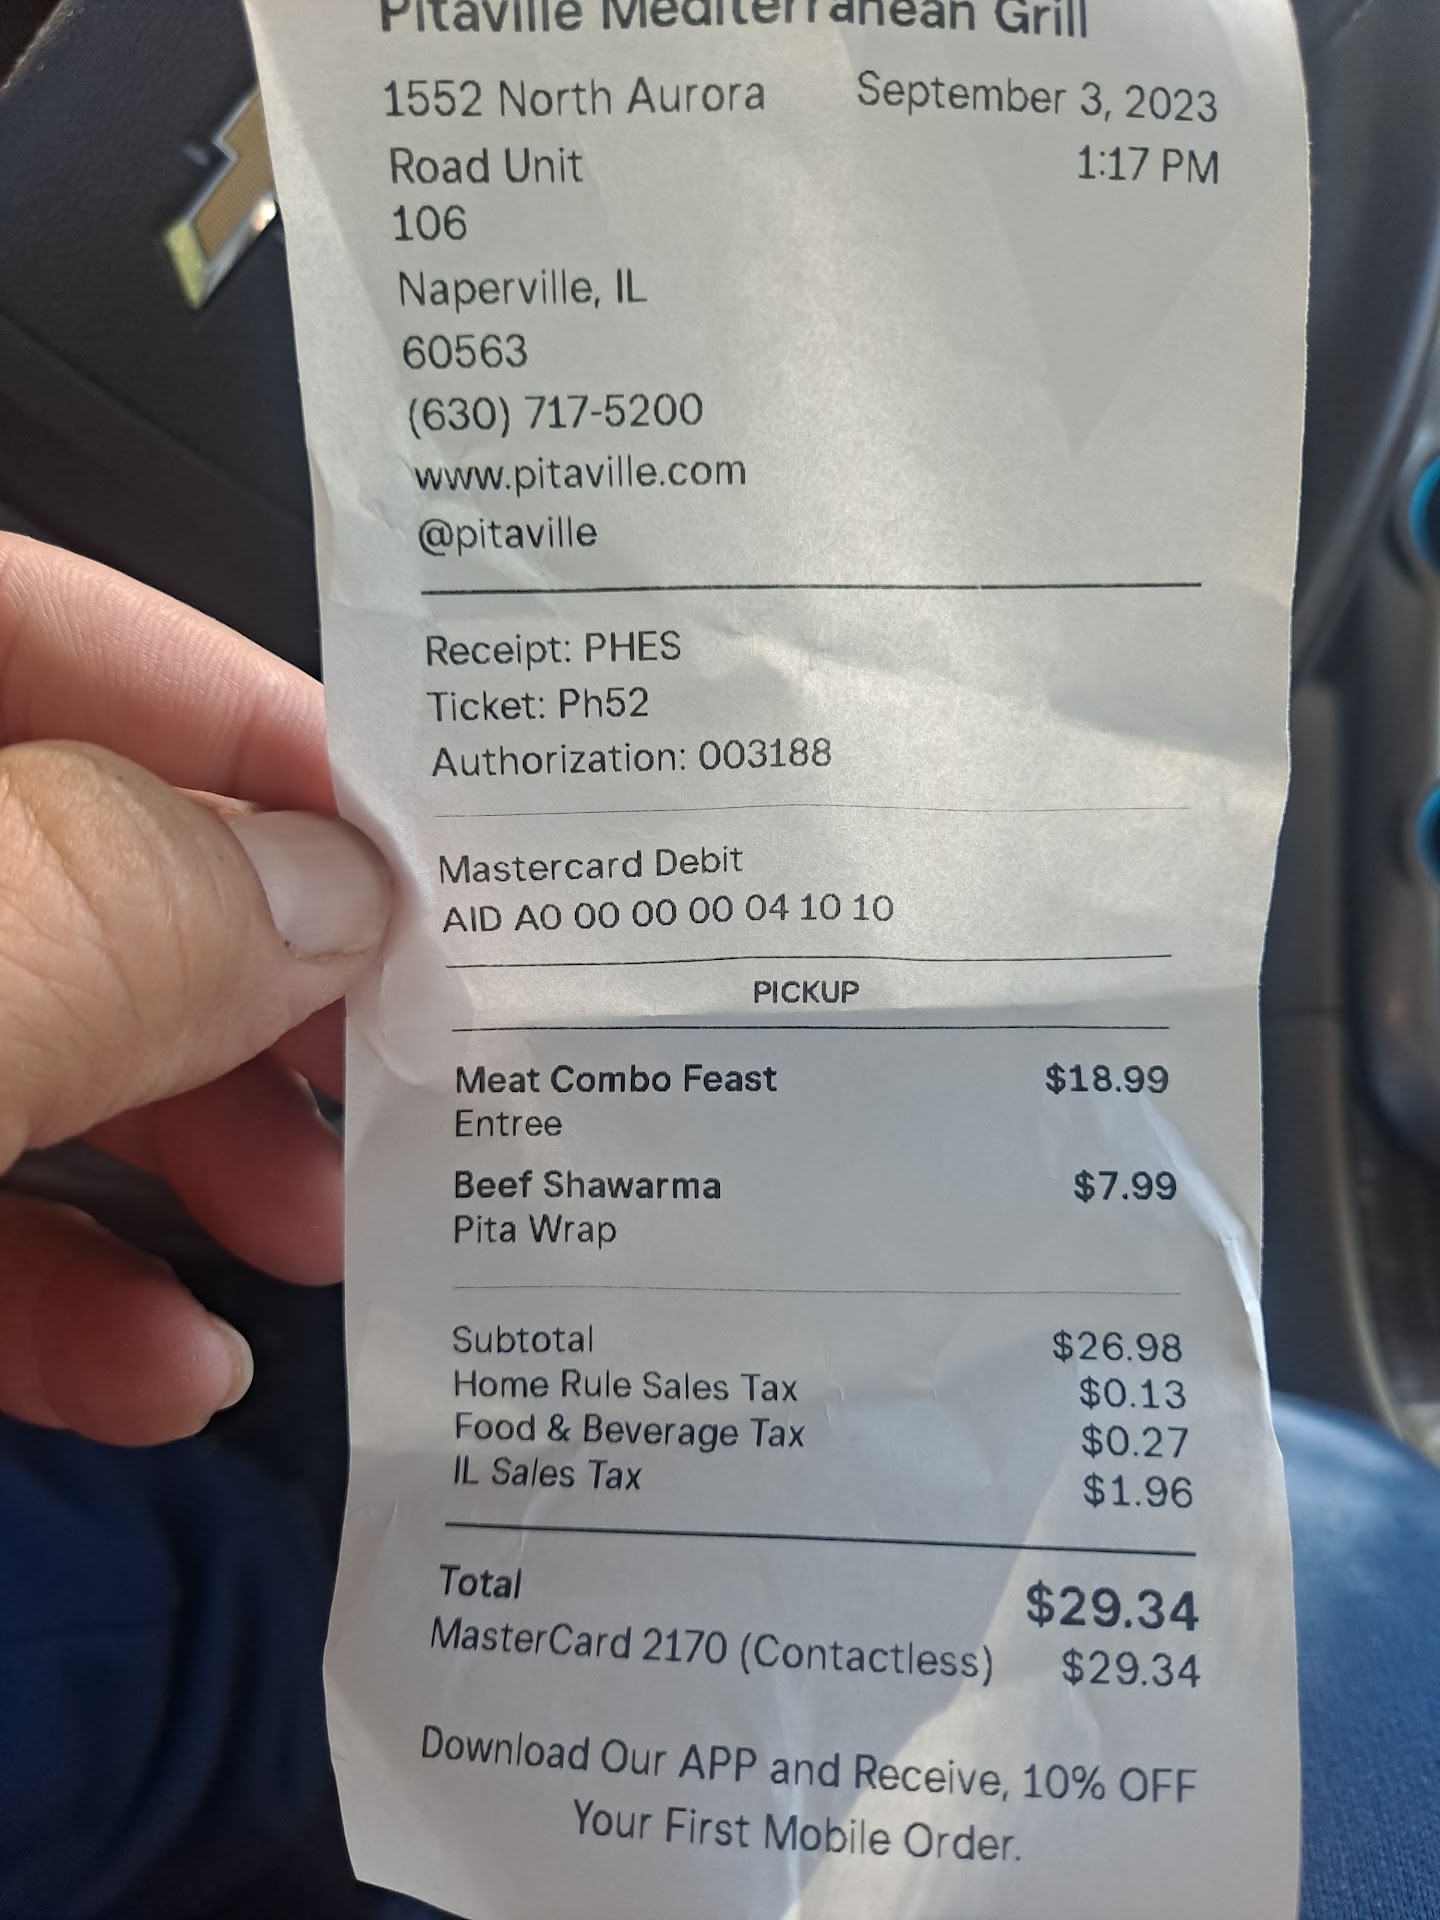 Pitaville Mediterranean Grill
1552 North Aurora September 3, 2023
Road Unit 1:17 PM
106
Naperville, IL
60563
(630) 717-5200
www.pitaville.com
@pitaville
Receipt: PHES
Ticket: Ph52
Authorization: 003188
Mastercard Debit
AID A0 00 00 00 04 10 10
PICKUP
Meat Combo Feast $18.99
Entree
Beef Shawarma $7.99
Pita Wrap
Subtotal $26.98
Home Rule Sales Tax $0.13
Food & Beverage Tax $0.27
IL Sales Tax $1.96
Total $29.34
MasterCard 2170 (Contactless) $29.34
Download Our APP and Receive, 10% OFF
Your First Mobile Order.